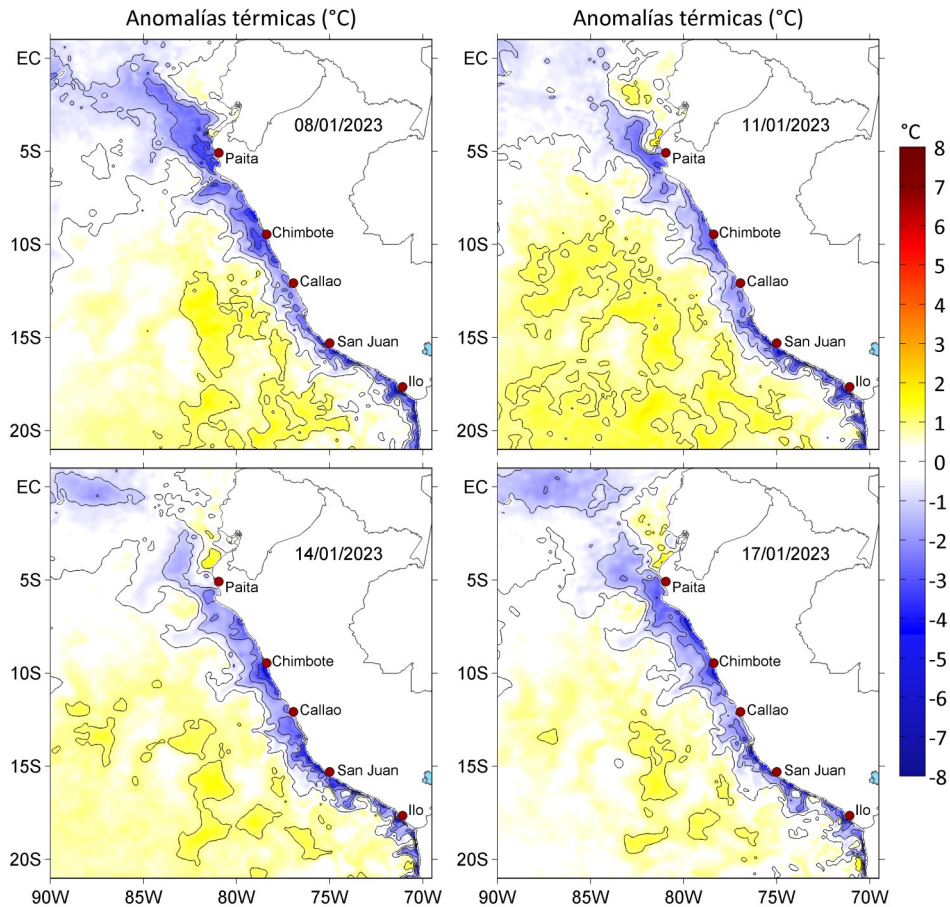 Anomalías térmicas (°C)
Anomalías térmicas (°C)
EC
5S
10S
15S
20S
08/01/2023
Paita
Chimbote
Callao
San Juan
Ilo
EC
5S
10S
15S
20S
11/01/2023
Paita
Chimbote
Callao
San Juan
Ilo
EC
5S
10S
15S
20S
14/01/2023
Paita
Chimbote
Callao
San Juan
Ilo
90W
85W
80W
75W
70W
EC
5S
10S
15S
20S
17/01/2023
Paita
Chimbote
Callao
San Juan
Ilo
90W
85W
80W
75W
70W
°C
8
7
6
5
4
3
2
1
0
-1
-2
-3
-4
-5
-6
-7
-8